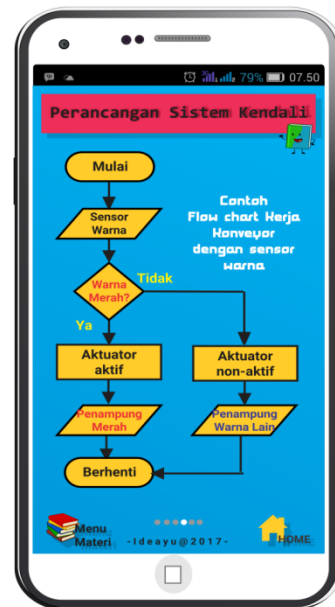 79% 07.50
Perancangan Sistem Kendali
Mulai
Sensor
Warna
Contoh
Flow chart Kerja
Konveyor
dengan sensor
warna
Warna
Merah?
Tidak
Ya
Aktuator
aktif
Aktuator
non-aktif
Penampung
Merah
Penampung
Warna Lain
Berhenti
Menu
Materi
-Ideayu@2017-
HOME